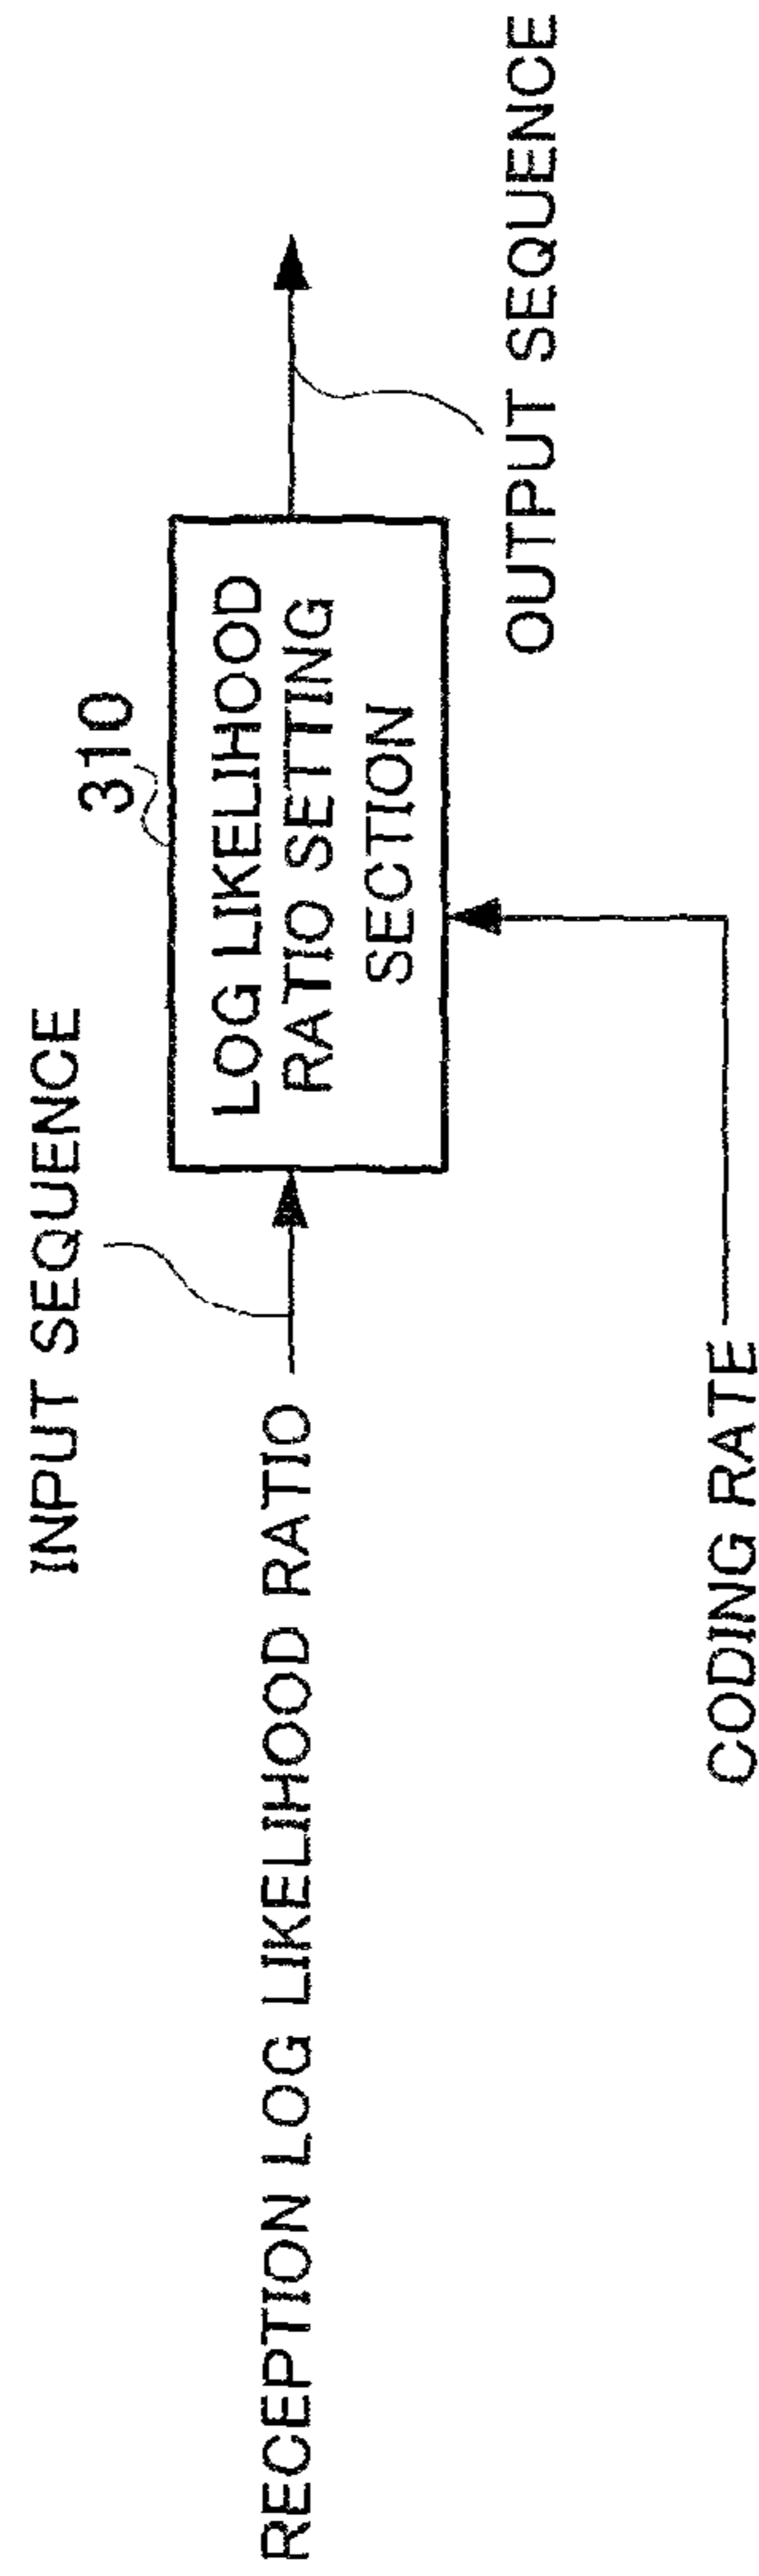 INPUT SEQUENCE
310
RECEPTION LOG LIKELIHOOD RATIO
LOG LIKELIHOOD
RATIO SETTING
SECTION
OUTPUT SEQUENCE
CODING RATE